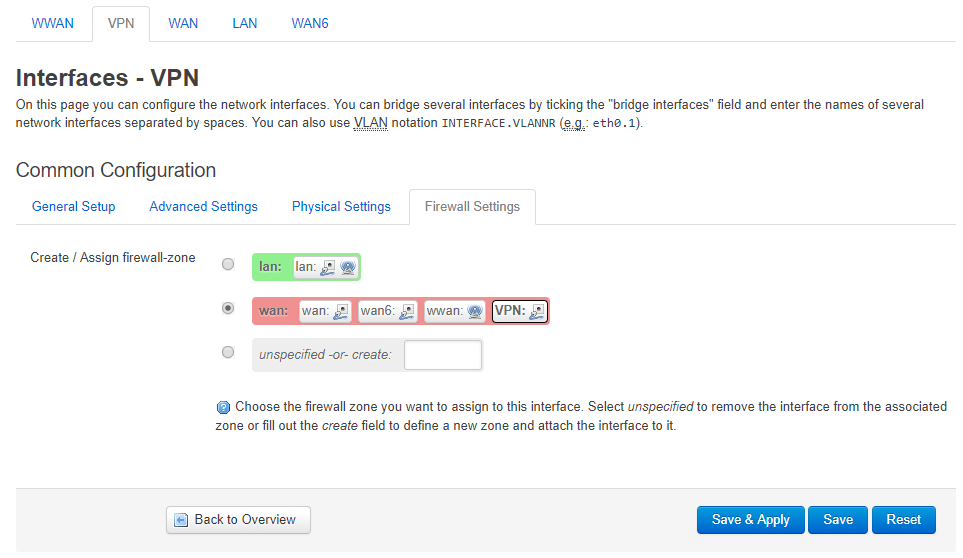 WWAN VPN WAN LAN WAN6
Interfaces - VPN
On this page you can configure the network interfaces. You can bridge several interfaces by ticking the "bridge interfaces" field and enter the names of several
network interfaces separated by spaces. You can also use VLAN notation INTERFACE.VLANNR (e.g.: eth0.1).
Common Configuration
General Setup Advanced Settings Physical Settings Firewall Settings
Create / Assign firewall-zone
lan: lan:
wan: wan: wan6: wwan: VPN:
unspecified -or- create:
Choose the firewall zone you want to assign to this interface. Select unspecified to remove the interface from the associated
zone or fill out the create field to define a new zone and attach the interface to it.
Back to Overview Save & Apply Save Reset